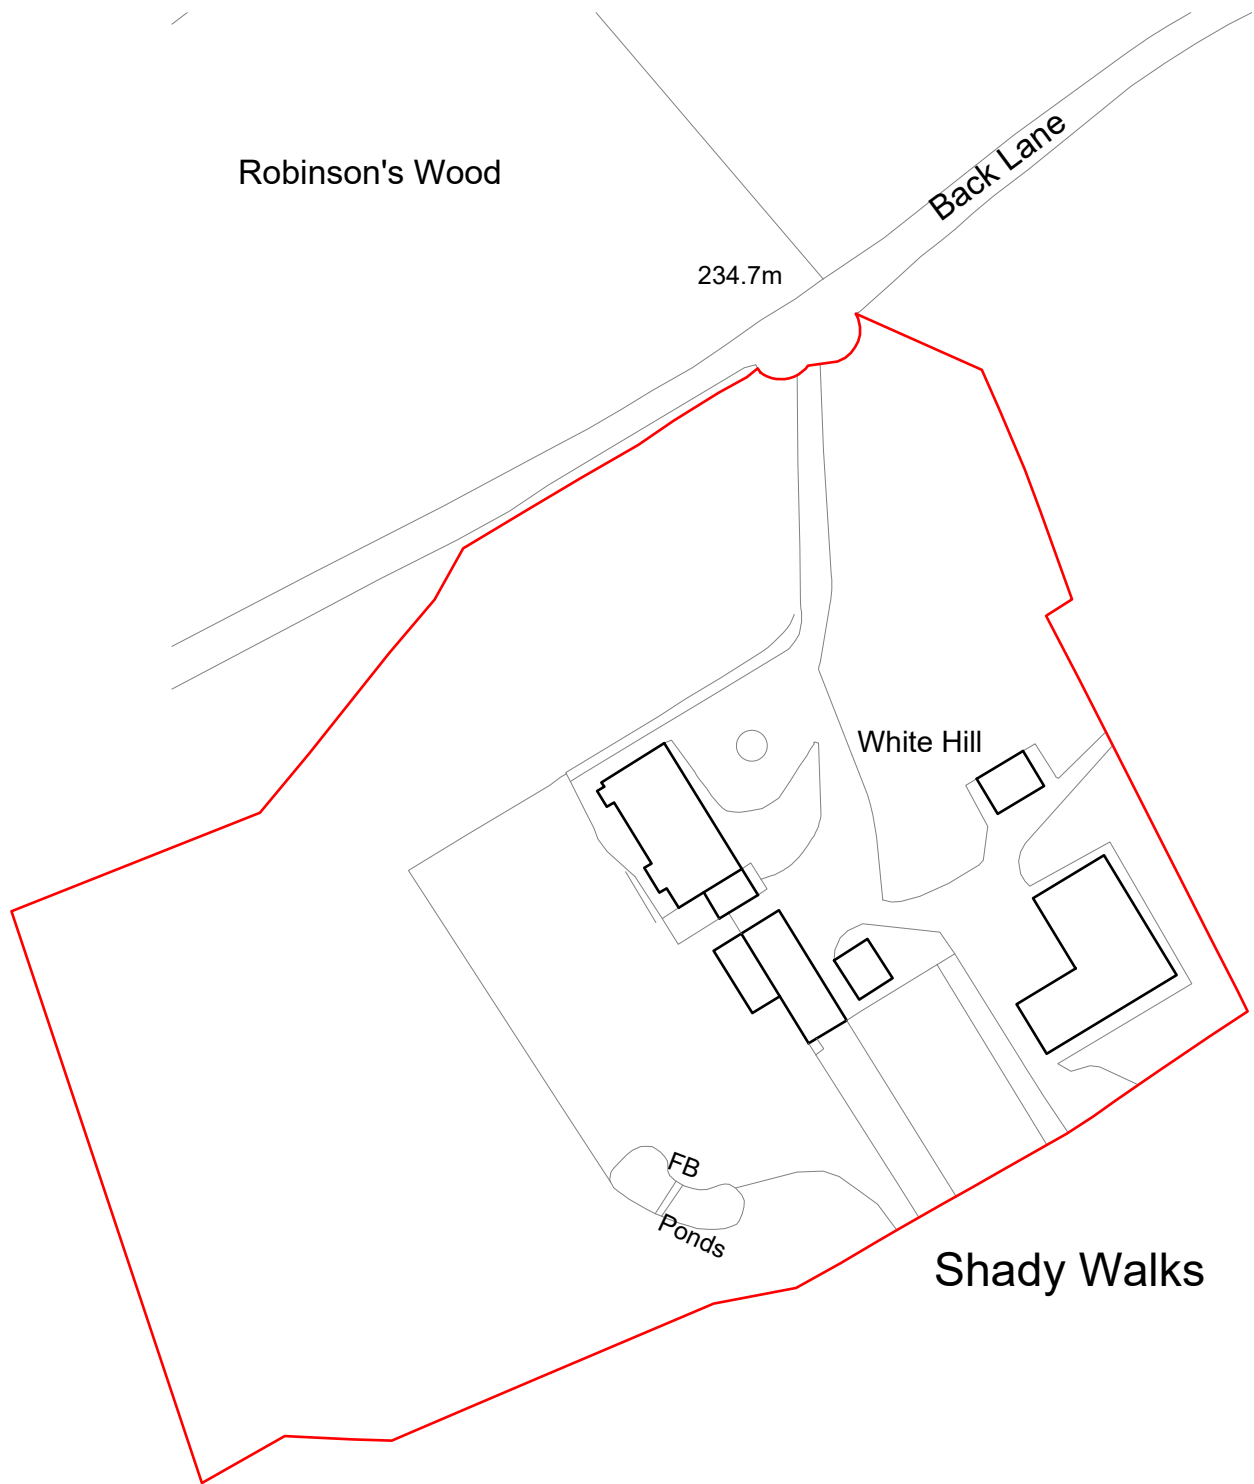 Robinson's Wood
Back Lane
234.7m
White Hill
FB
Ponds
Shady Walks